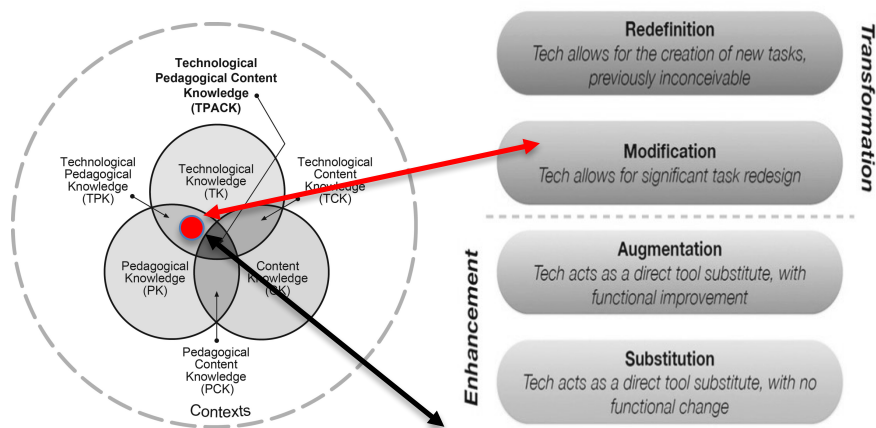 Technological
Pedagogical Content
Knowledge
(TPACK)
Technological
Pedagogical
Knowledge
(TPK)
Technological
Knowledge
(TK)
Technological
Content
Knowledge
(TCK)
Pedagogical
Knowledge
(PK)
Content
Knowledge
(CK)
Pedagogical
Content
Knowledge
(PCK)
Contexts
Redefinition
Tech allows for the creation of new tasks,
previously inconceivable
Modification
Tech allows for significant task redesign
Transformation
Augmentation
Tech acts as a direct tool substitute, with
functional improvement
Substitution
Tech acts as a direct tool substitute, with no
functional change
Enhancement